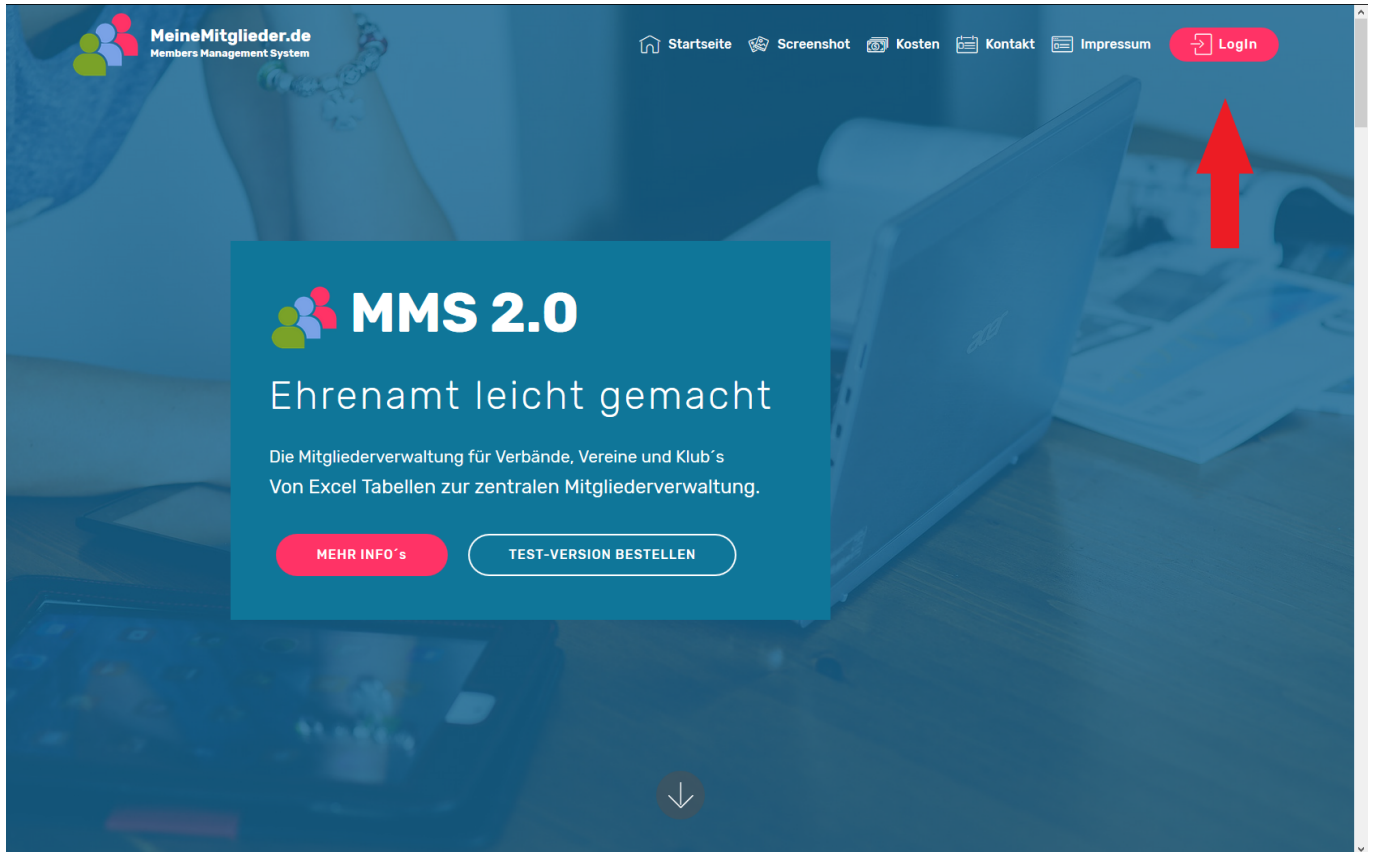 MeineMitglieder.de
Members Management System
Startseite Screenshot Kosten Kontakt Impressum LogIn
acer
MMS 2.0
Ehrenamt leicht gemacht
Die Mitgliederverwaltung für Verbände, Vereine und Klub´s
Von Excel Tabellen zur zentralen Mitgliederverwaltung.
MEHR INFO´s TEST-VERSION BESTELLEN